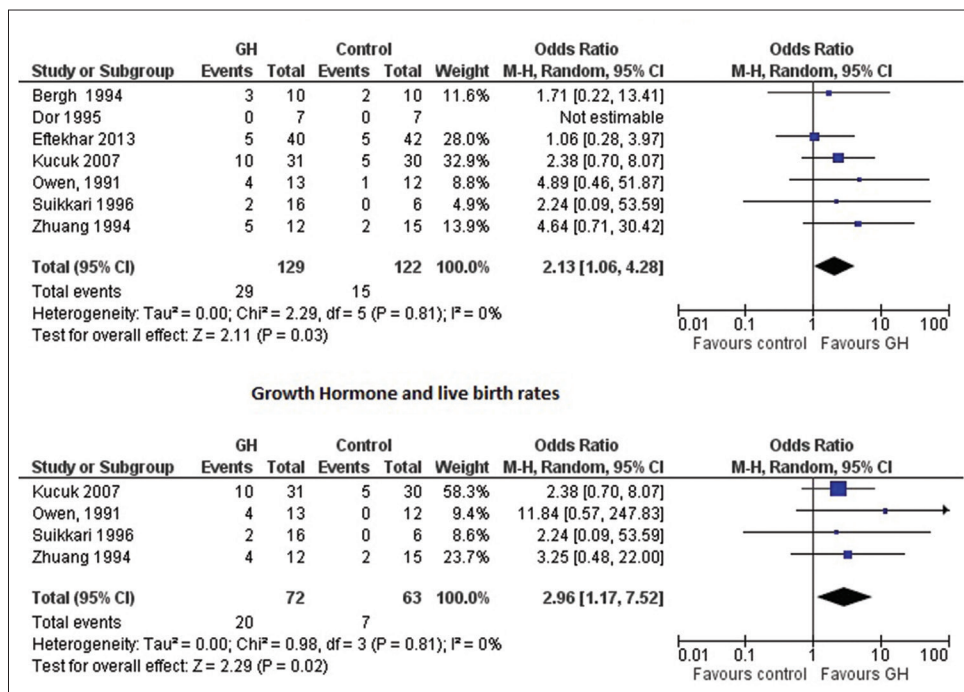 GH Control Odds Ratio Odds Ratio
Study or Subgroup Events Total Events Total Weight M-H, Random, 95% CI M-H, Random, 95% CI
Bergh 1994 3 10 2 10 11.6% 1.71 [0.22, 13.41]
Dor 1995 0 7 0 7 Not estimable
Eftekhar 2013 5 40 5 42 28.0% 1.06 [0.28, 3.97]
Kucuk 2007 10 31 5 30 32.9% 2.38 [0.70, 8.07]
Owen, 1991 4 13 1 12 8.8% 4.89 [0.46, 51.87]
Suikkari 1996 2 16 0 6 4.9% 2.24 [0.09, 53.59]
Zhuang 1994 5 12 2 15 13.9% 4.64 [0.71, 30.42]
Total (95% CI) 129 122 100.0% 2.13 [1.06, 4.28]
Total events 29 15
Heterogeneity: Tau² = 0.00; Chi² = 2.29, df = 5 (P = 0.81); I² = 0%
Test for overall effect: Z = 2.11 (P = 0.03)
0.01 0.1 1 10 100
Favours control Favours GH
Growth Hormone and live birth rates
GH Control Odds Ratio Odds Ratio
Study or Subgroup Events Total Events Total Weight M-H, Random, 95% CI M-H, Random, 95% CI
Kucuk 2007 10 31 5 30 58.3% 2.38 [0.70, 8.07]
Owen, 1991 4 13 0 12 9.4% 11.84 [0.57, 247.83]
Suikkari 1996 2 16 0 6 8.6% 2.24 [0.09, 53.59]
Zhuang 1994 4 12 2 15 23.7% 3.25 [0.48, 22.00]
Total (95% CI) 72 63 100.0% 2.96 [1.17, 7.52]
Total events 20 7
Heterogeneity: Tau² = 0.00; Chi² = 0.98, df = 3 (P = 0.81); I² = 0%
Test for overall effect: Z = 2.29 (P = 0.02)
0.01 0.1 1 10 100
Favours control Favours GH